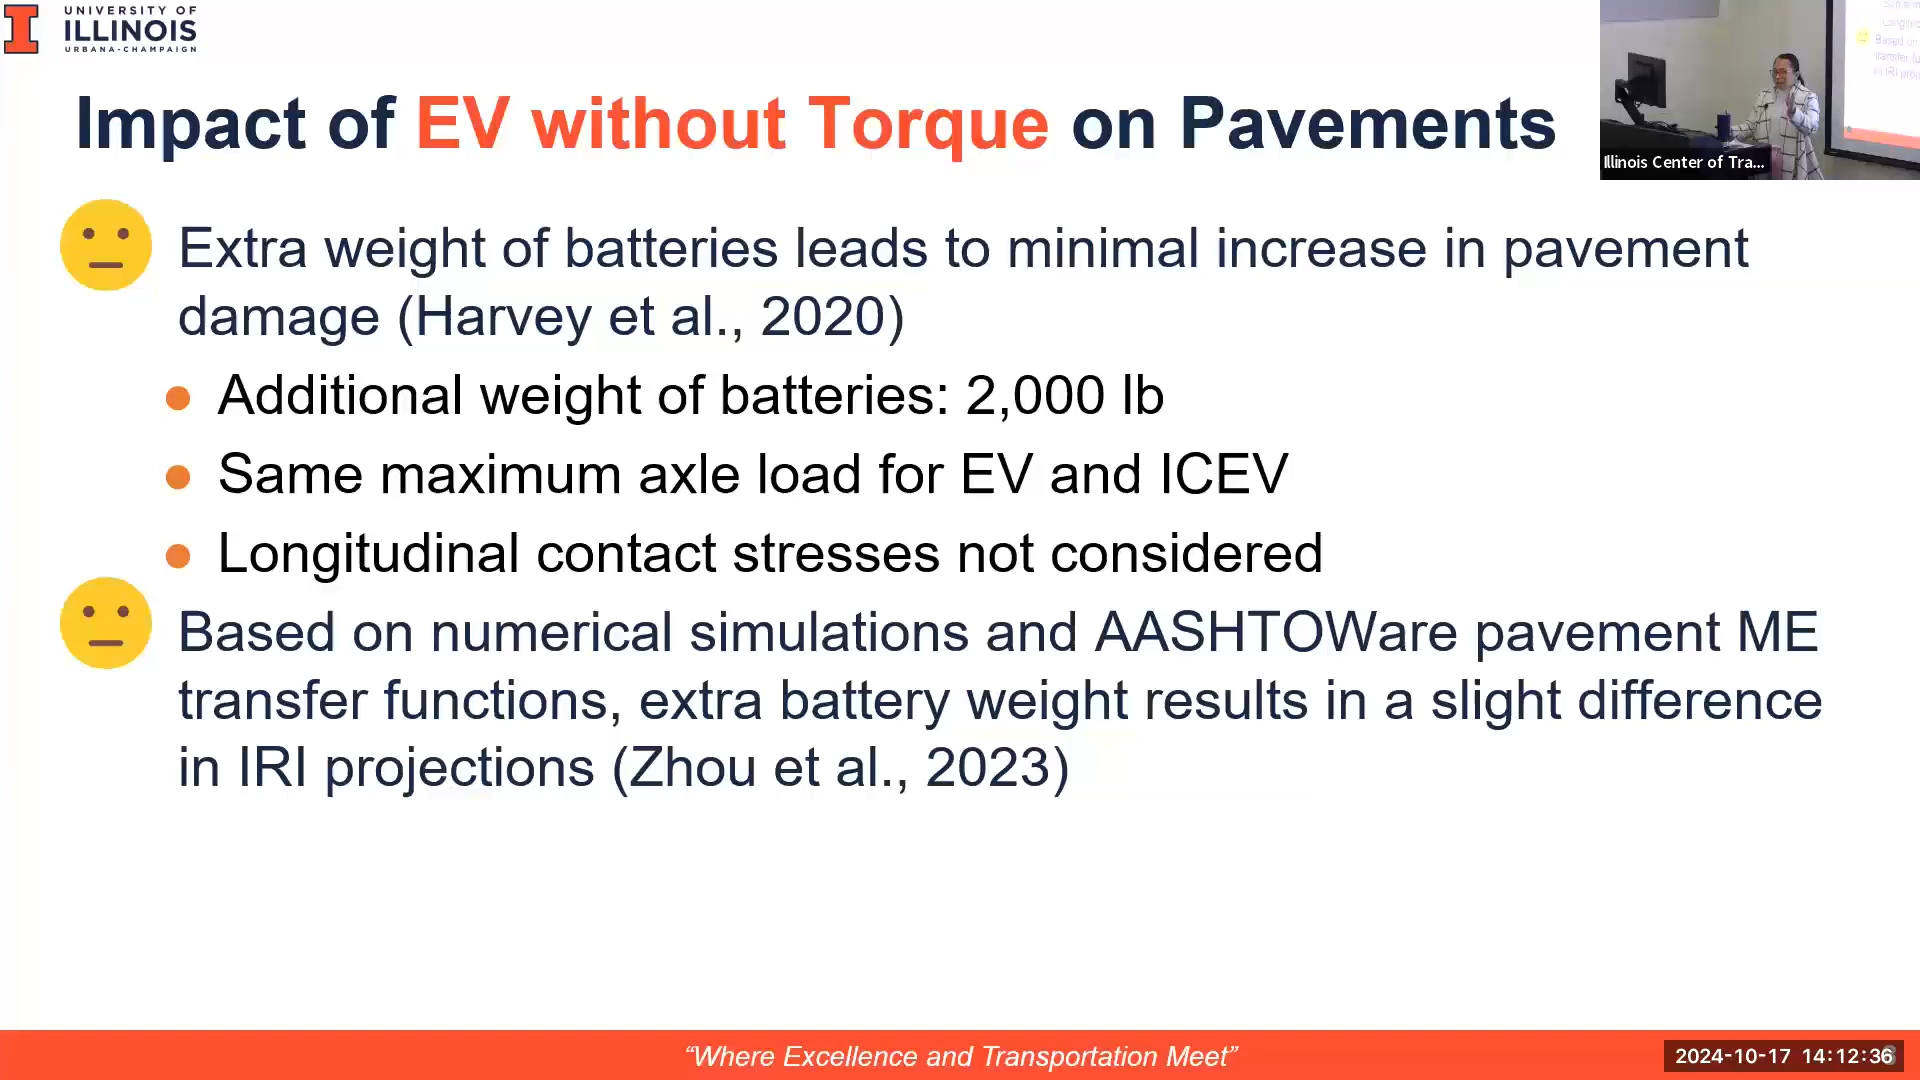 UNIVERSITY OF
ILLINOIS
URBANA-CHAMPAIGN
Impact of EV without Torque on Pavements
Illinois Center of Tra...
Extra weight of batteries leads to minimal increase in pavement
damage (Harvey et al., 2020)
Additional weight of batteries: 2,000 lb
Same maximum axle load for EV and ICEV
Longitudinal contact stresses not considered
Based on numerical simulations and AASHTOWare pavement ME
transfer functions, extra battery weight results in a slight difference
in IRI projections (Zhou et al., 2023)
“Where Excellence and Transportation Meet”
2024-10-17 14:12:36